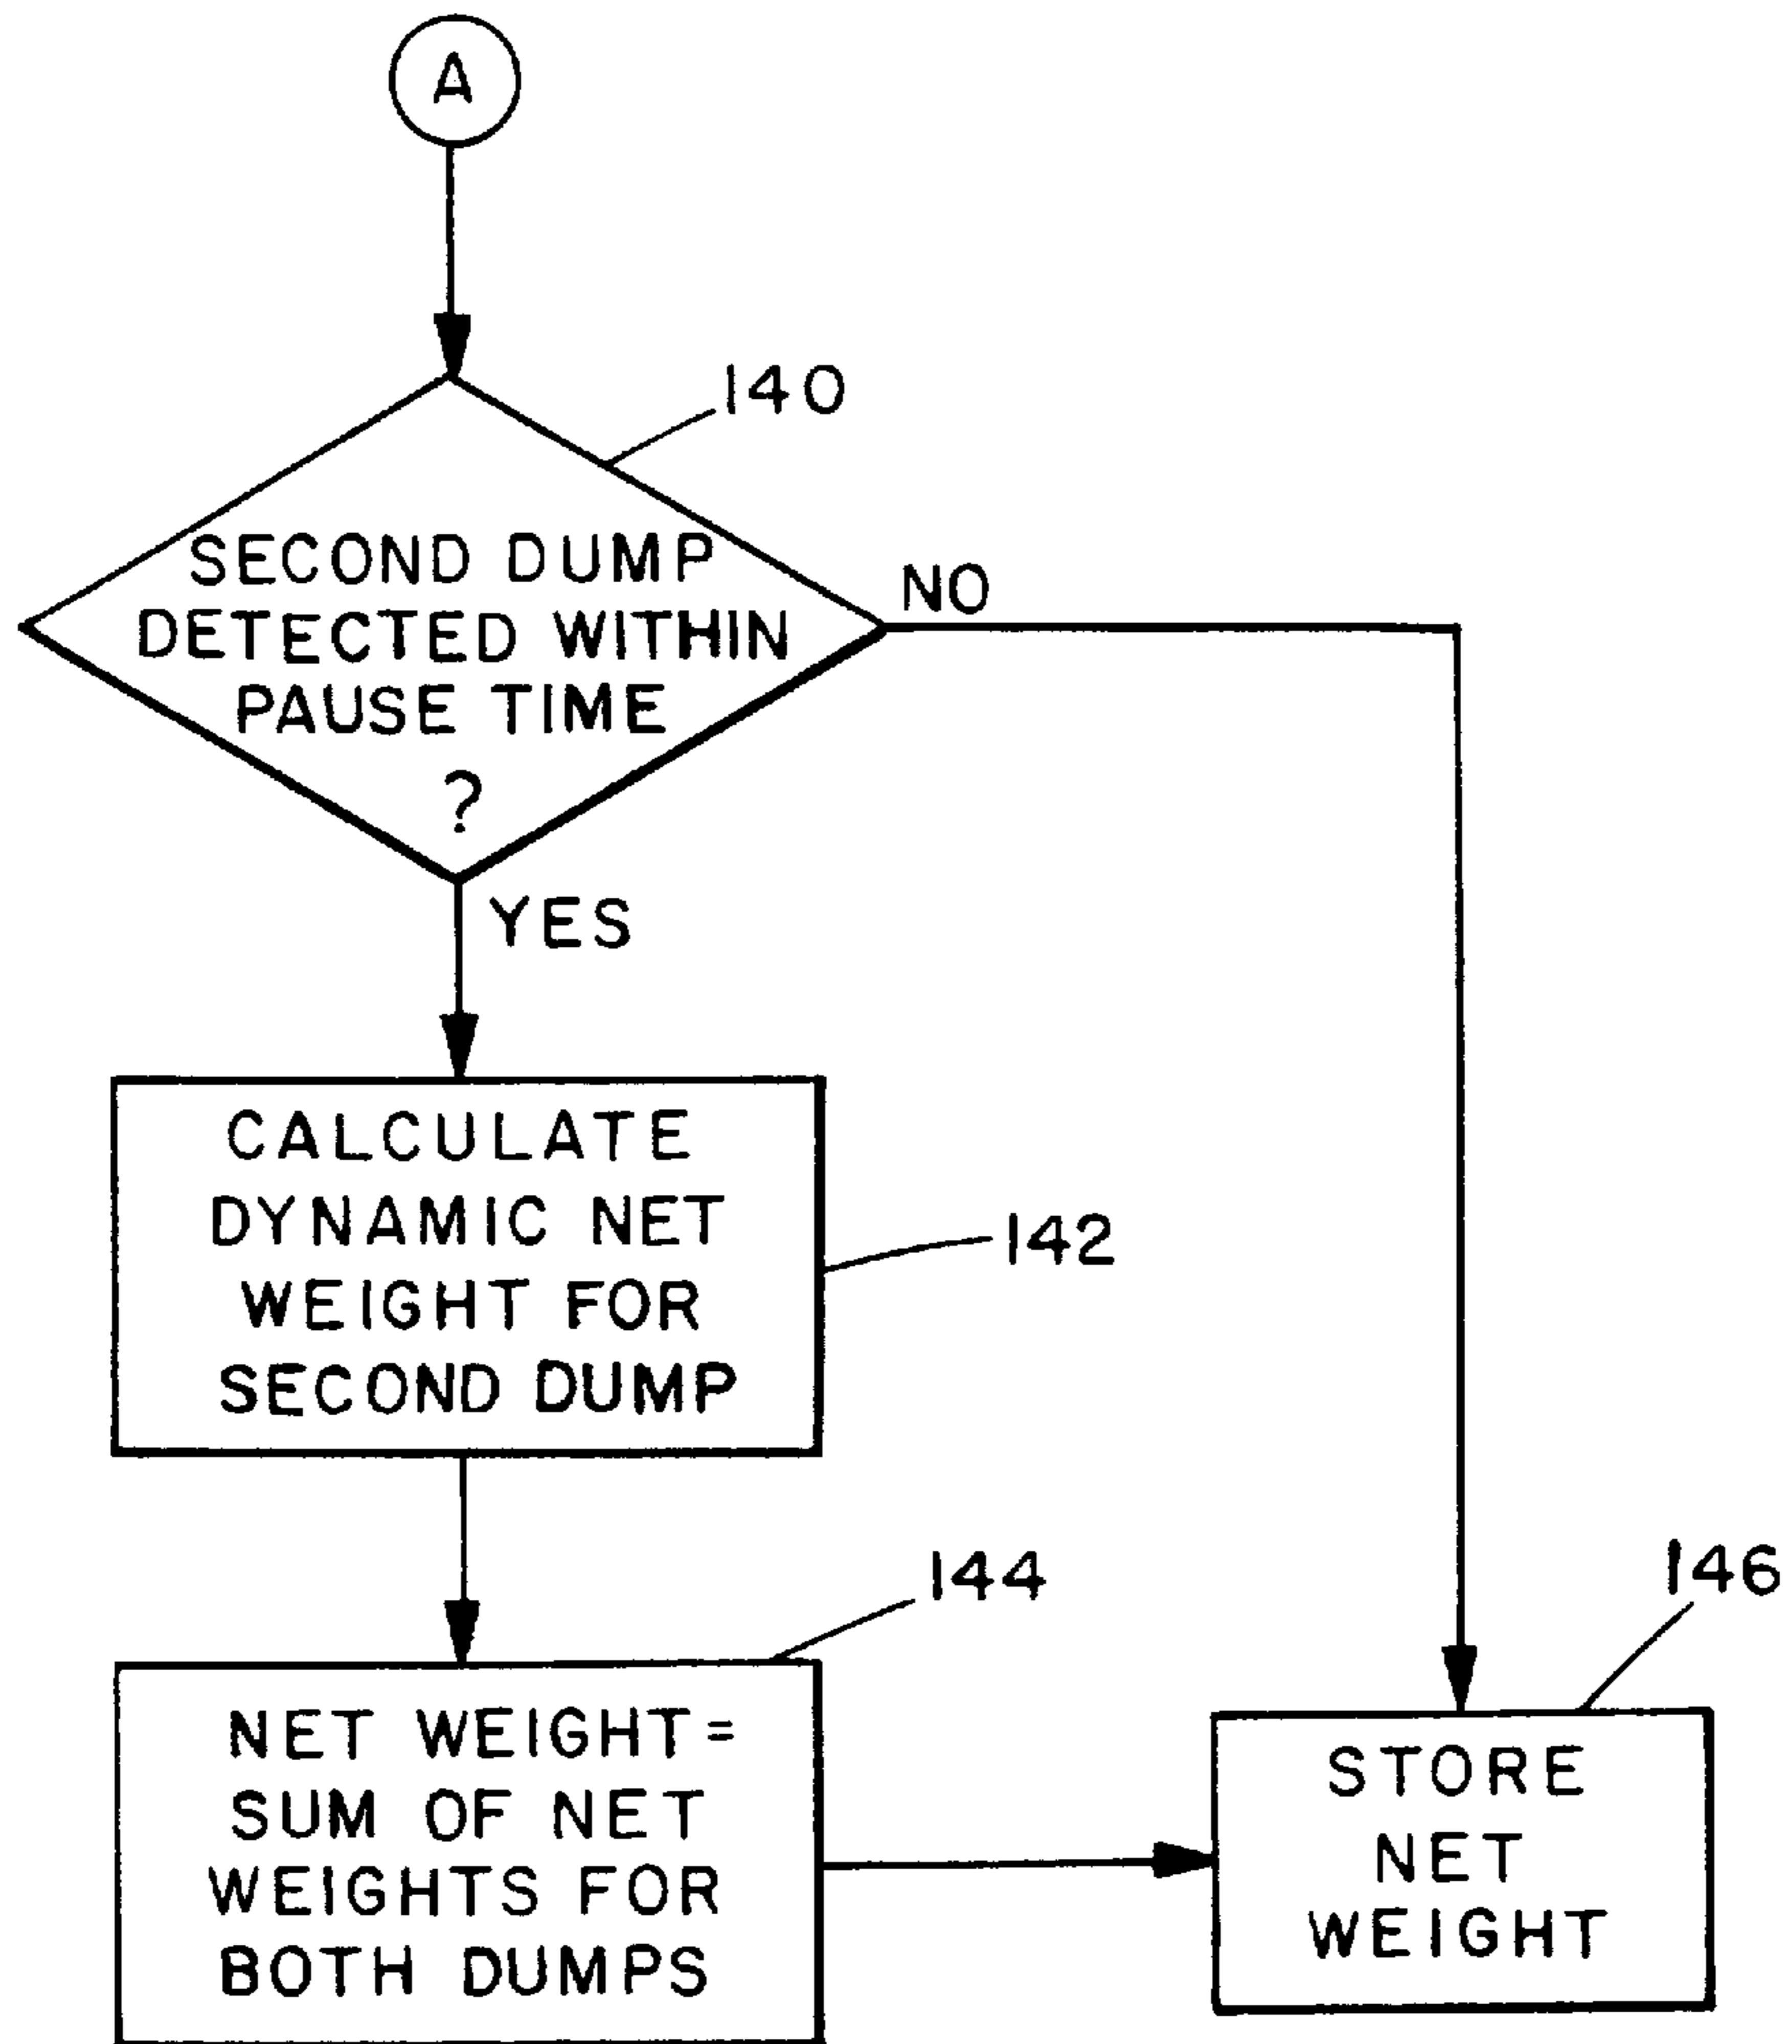 A
140
SECOND DUMP
DETECTED WITHIN
PAUSE TIME
?
NO
YES
CALCULATE
DYNAMIC NET
WEIGHT FOR
SECOND DUMP
142
144
NET WEIGHT=
SUM OF NET
WEIGHTS FOR
BOTH DUMPS
146
STORE
NET
WEIGHT